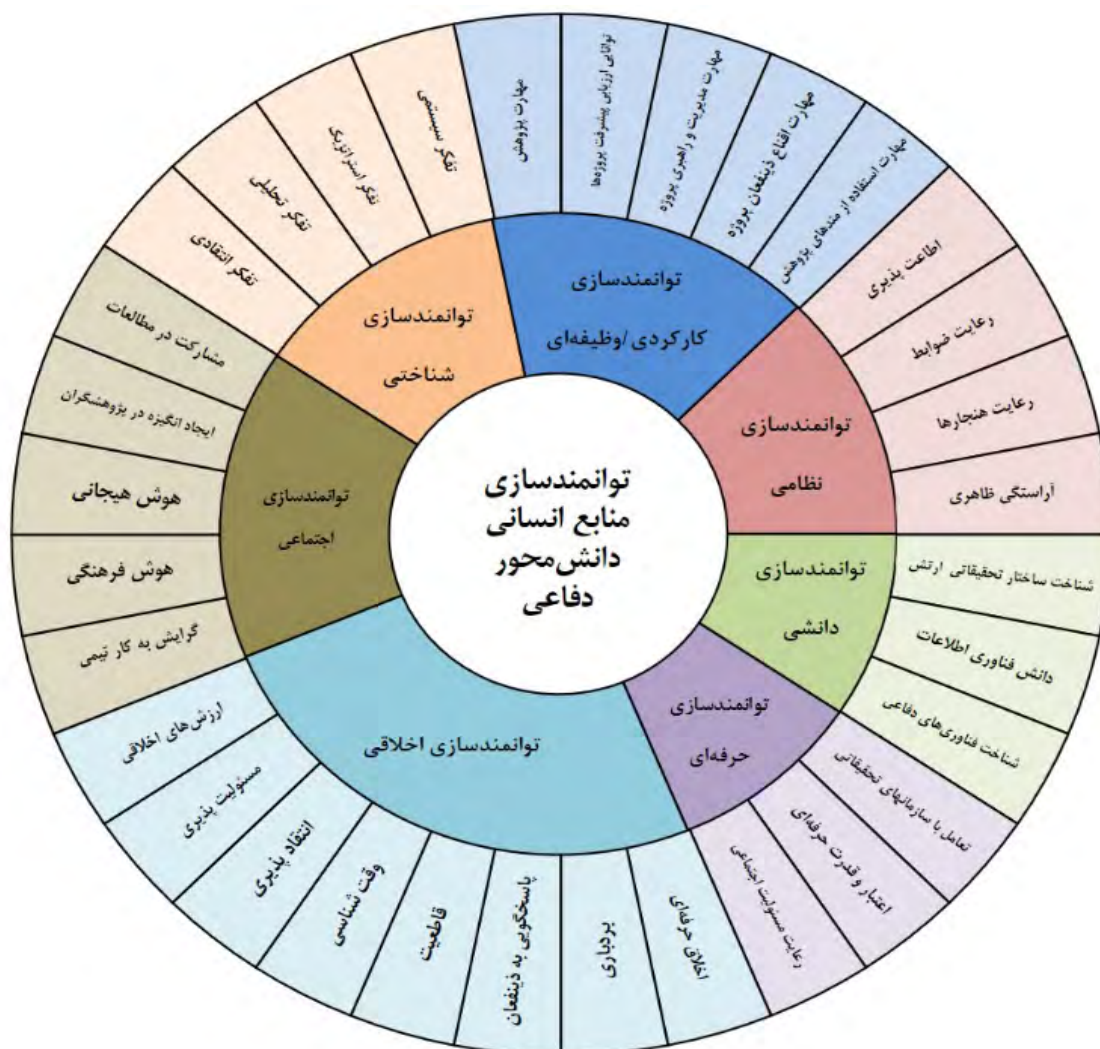 توانمندسازی
منابع انسانی
دانش‌محور
دفاعی
توانمندسازی
کارکردی/وظیفه‌ای
مهارت پژوهش
توانایی ارزیابی پیشرفت پروژه‌ها
مهارت مدیریت و راهبری پروژه
مهارت اقناع ذینفعان پروژه
مهارت استفاده از متدهای پژوهش
توانمندسازی
نظامی
اطاعت پذیری
رعایت ضوابط
رعایت هنجارها
آراستگی ظاهری
توانمندسازی
دانشی
شناخت ساختار تحقیقاتی ارتش
دانش فناوری اطلاعات
شناخت فناوری‌های دفاعی
توانمندسازی
حرفه‌ای
تعامل با سازمانهای تحقیقاتی
اعتبار و قدرت حرفه‌ای
رعایت مسئولیت اجتماعی
توانمندسازی اخلاقی
اخلاق حرفه‌ای
بردباری
پاسخگویی به ذینفعان
قاطعیت
وقت شناسی
انتقاد پذیری
مسئولیت پذیری
ارزش‌های اخلاقی
توانمندسازی
اجتماعی
گرایش به کار تیمی
هوش فرهنگی
هوش هیجانی
ایجاد انگیزه در پژوهشگران
مشارکت در مطالعات
توانمندسازی
شناختی
تفکر انتقادی
تفکر تحلیلی
تفکر استراتژیک
تفکر سیستمی